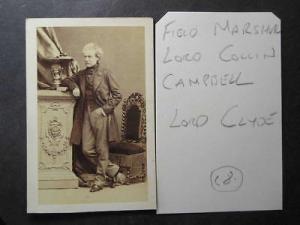 FIELD MARSHAL
LORD COLLIN
CAMPBELL
LORD CLYDE
(8.)